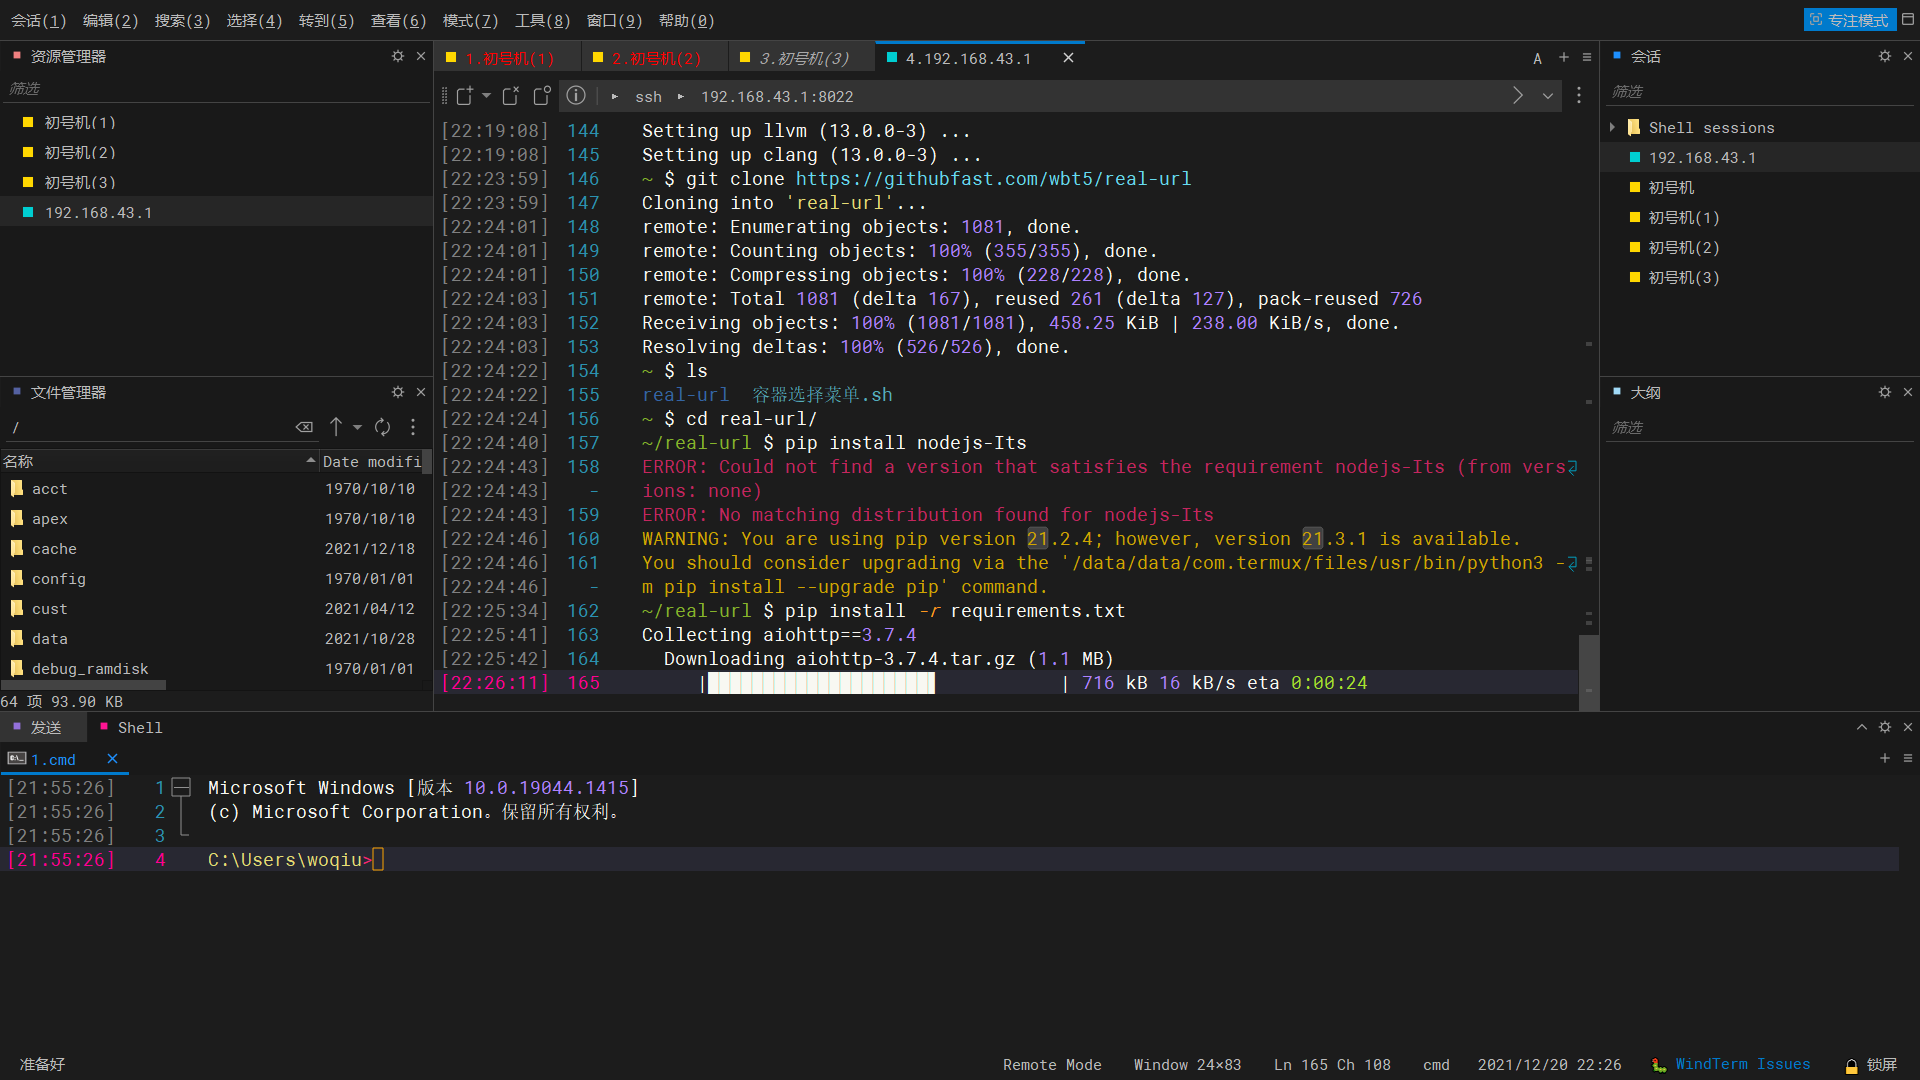 会话(1) 编辑(2) 搜索(3) 选择(4) 转到(5) 查看(6) 模式(7) 工具(8) 窗口(9) 帮助(0) 专注模式
资源管理器
筛选
初号机(1)
初号机(2)
初号机(3)
192.168.43.1
文件管理器
/
名称 Date modifi
acct 1970/10/10
apex 1970/10/10
cache 2021/12/18
config 1970/01/01
cust 2021/04/12
data 2021/10/28
debug_ramdisk 1970/01/01
64 项 93.90 KB
1.初号机(1) 2.初号机(2) 3.初号机(3) 4.192.168.43.1 A
ssh 192.168.43.1:8022
[22:19:08] 144 Setting up llvm (13.0.0-3) ...
[22:19:08] 145 Setting up clang (13.0.0-3) ...
[22:23:59] 146 ~ $ git clone https://githubfast.com/wbt5/real-url
[22:23:59] 147 Cloning into 'real-url'...
[22:24:01] 148 remote: Enumerating objects: 1081, done.
[22:24:01] 149 remote: Counting objects: 100% (355/355), done.
[22:24:01] 150 remote: Compressing objects: 100% (228/228), done.
[22:24:03] 151 remote: Total 1081 (delta 167), reused 261 (delta 127), pack-reused 726
[22:24:03] 152 Receiving objects: 100% (1081/1081), 458.25 KiB | 238.00 KiB/s, done.
[22:24:03] 153 Resolving deltas: 100% (526/526), done.
[22:24:22] 154 ~ $ ls
[22:24:22] 155 real-url 容器选择菜单.sh
[22:24:24] 156 ~ $ cd real-url/
[22:24:40] 157 ~/real-url $ pip install nodejs-Its
[22:24:43] 158 ERROR: Could not find a version that satisfies the requirement nodejs-Its (from vers
[22:24:43] - ions: none)
[22:24:43] 159 ERROR: No matching distribution found for nodejs-Its
[22:24:46] 160 WARNING: You are using pip version 21.2.4; however, version 21.3.1 is available.
[22:24:46] 161 You should consider upgrading via the '/data/data/com.termux/files/usr/bin/python3 -
[22:24:46] - m pip install --upgrade pip' command.
[22:25:34] 162 ~/real-url $ pip install -r requirements.txt
[22:25:41] 163 Collecting aiohttp==3.7.4
[22:25:42] 164 Downloading aiohttp-3.7.4.tar.gz (1.1 MB)
[22:26:11] 165 |██████████████████████ | 716 kB 16 kB/s eta 0:00:24
会话
筛选
Shell sessions
192.168.43.1
初号机
初号机(1)
初号机(2)
初号机(3)
大纲
筛选
发送 Shell
1.cmd
[21:55:26] 1 Microsoft Windows [版本 10.0.19044.1415]
[21:55:26] 2 (c) Microsoft Corporation。保留所有权利。
[21:55:26] 3
[21:55:26] 4 C:\Users\woqiu>
准备好 Remote Mode Window 24×83 Ln 165 Ch 108 cmd 2021/12/20 22:26 WindTerm Issues 锁屏